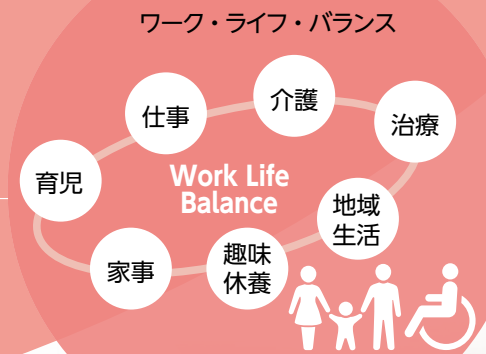 ワーク・ライフ・バランス
介護
仕事
治療
育児
Work Life
Balance
地域
生活
趣味
休養
家事